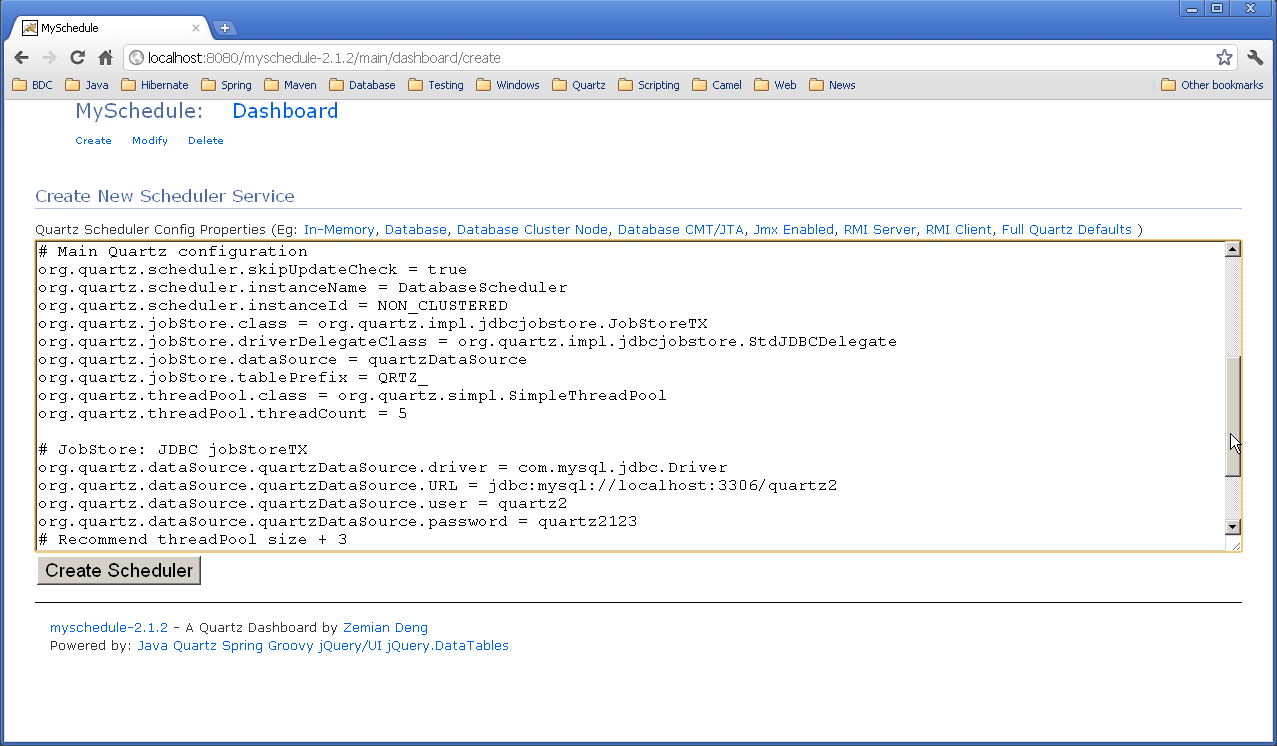 MySchedule
localhost:8080/myschedule-2.1.2/main/dashboard/create
BDC Java Hibernate Spring Maven Database Testing Windows Quartz Scripting Camel Web News Other bookmarks
MySchedule: Dashboard
Create Modify Delete
Create New Scheduler Service
Quartz Scheduler Config Properties (Eg: In-Memory, Database, Database Cluster Node, Database CMT/JTA, Jmx Enabled, RMI Server, RMI Client, Full Quartz Defaults )
# Main Quartz configuration
org.quartz.scheduler.skipUpdateCheck = true
org.quartz.scheduler.instanceName = DatabaseScheduler
org.quartz.scheduler.instanceId = NON_CLUSTERED
org.quartz.jobStore.class = org.quartz.impl.jdbcjobstore.JobStoreTX
org.quartz.jobStore.driverDelegateClass = org.quartz.impl.jdbcjobstore.StdJDBCDelegate
org.quartz.jobStore.dataSource = quartzDataSource
org.quartz.jobStore.tablePrefix = QRTZ_
org.quartz.threadPool.class = org.quartz.simpl.SimpleThreadPool
org.quartz.threadPool.threadCount = 5
# JobStore: JDBC jobStoreTX
org.quartz.dataSource.quartzDataSource.driver = com.mysql.jdbc.Driver
org.quartz.dataSource.quartzDataSource.URL = jdbc:mysql://localhost:3306/quartz2
org.quartz.dataSource.quartzDataSource.user = quartz2
org.quartz.dataSource.quartzDataSource.password = quartz2123
# Recommend threadPool size + 3
Create Scheduler
myschedule-2.1.2 - A Quartz Dashboard by Zemian Deng
Powered by: Java Quartz Spring Groovy jQuery/UI jQuery.DataTables